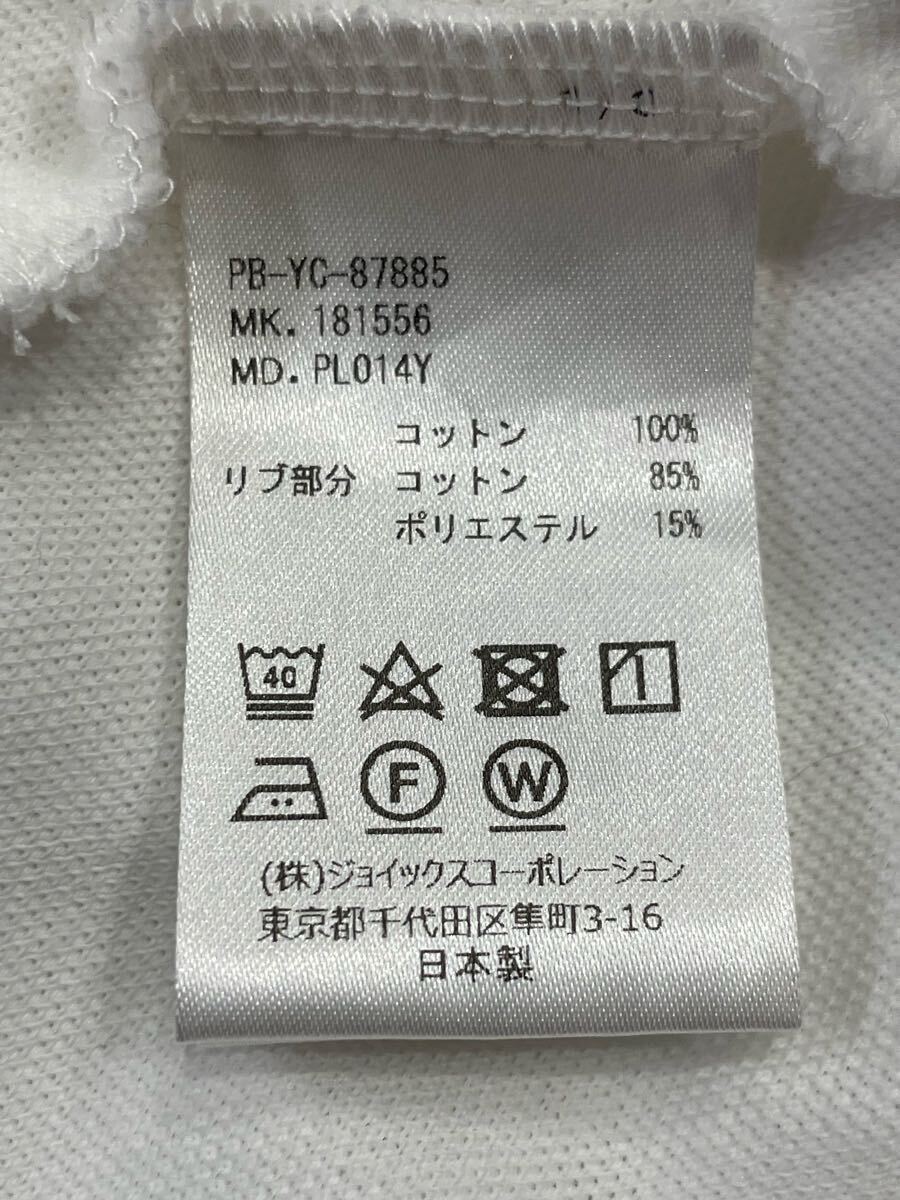 PB-YC-87885
MK. 181556
MD. PL014Y
コットン 100%
リブ部分 コットン 85%
ポリエステル 15%
40
F W
(株)ジョイックスコーポレーション
東京都千代田区隼町3-16
日本製